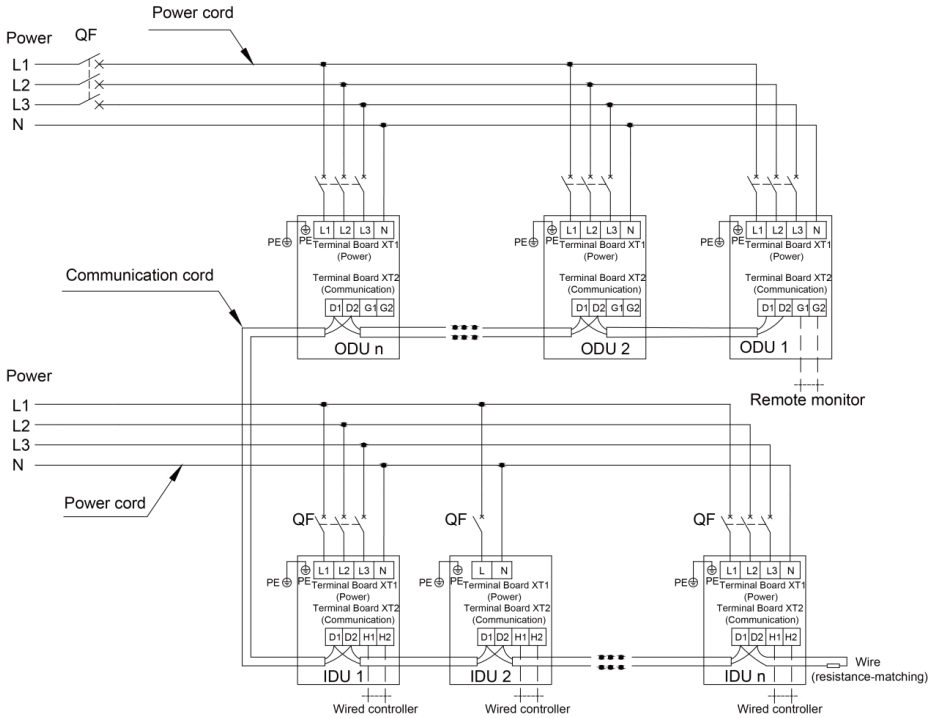 Power cord
Power QF
L1
L2
L3
N
L1 L2 L3 N
L1 L2 L3 N
L1 L2 L3 N
PE PE
PE PE
PE PE
Terminal Board XT1
(Power)
Terminal Board XT1
(Power)
Terminal Board XT1
(Power)
Communication cord
Terminal Board XT2
(Communication)
Terminal Board XT2
(Communication)
Terminal Board XT2
(Communication)
D1 D2 G1 G2
D1 D2 G1 G2
D1 D2 G1 G2
ODU n
ODU 2
ODU 1
Power
Remote monitor
L1
L2
L3
N
Power cord
QF
QF
QF
L1 L2 L3 N
L N
L1 L2 L3 N
PE PE
PE PE
PE PE
Terminal Board XT1
(Power)
Terminal Board XT2
(Communication)
Terminal Board XT1
(Power)
Terminal Board XT2
(Communication)
Terminal Board XT1
(Power)
Terminal Board XT2
(Communication)
D1 D2 H1 H2
D1 D2 H1 H2
D1 D2 H1 H2
IDU 1
IDU 2
IDU n
Wire
(resistance-matching)
Wired controller
Wired controller
Wired controller